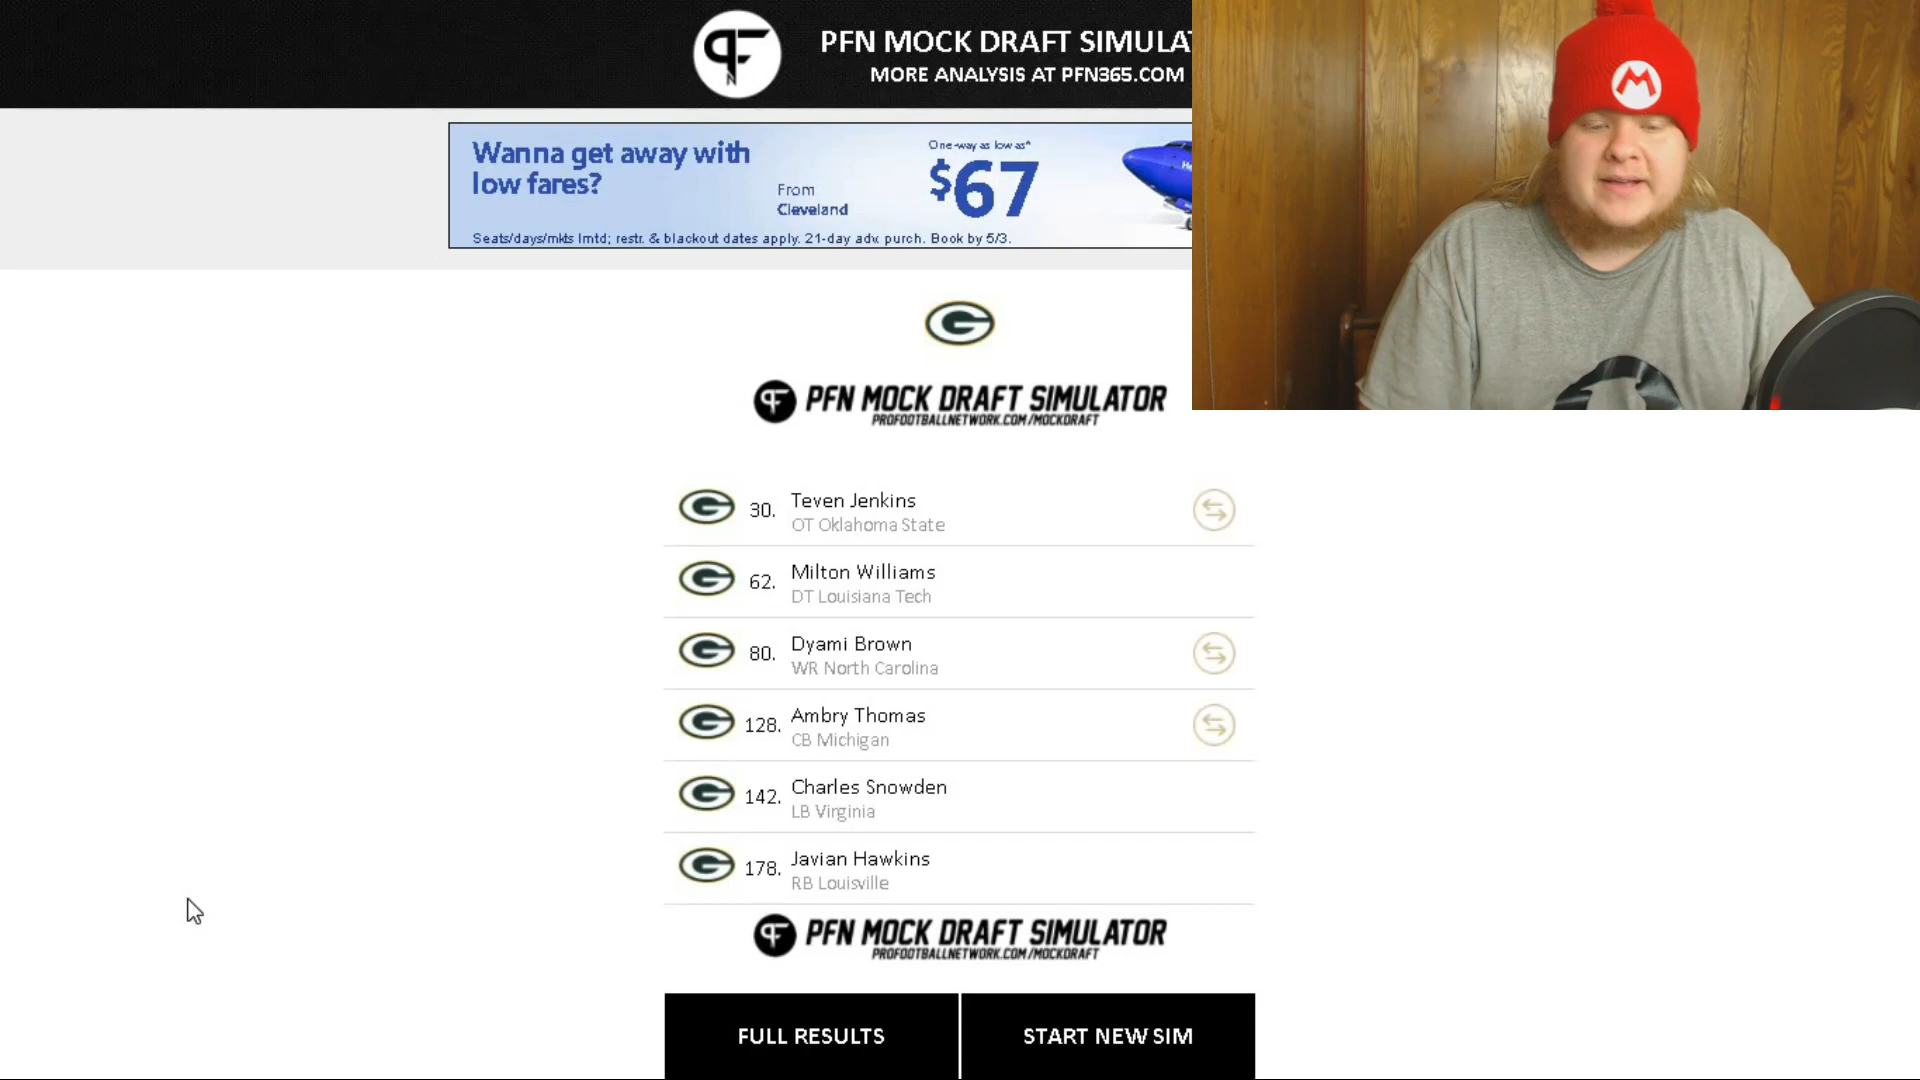 PFN MOCK DRAFT SIMULAT
MORE ANALYSIS AT PFN365.COM
Wanna get away with
low fares?
From
Cleveland
One-way as low as*
$67
Seats/days/mkts lmtd; restr. & blackout dates apply. 21-day adv. purch. Book by 5/3.
PFN MOCK DRAFT SIMULATOR
PROFOOTBALLNETWORK.COM/MOCKDRAFT
30. Teven Jenkins
OT Oklahoma State
62. Milton Williams
DT Louisiana Tech
80. Dyami Brown
WR North Carolina
128. Ambry Thomas
CB Michigan
142. Charles Snowden
LB Virginia
178. Javian Hawkins
RB Louisville
PFN MOCK DRAFT SIMULATOR
PROFOOTBALLNETWORK.COM/MOCKDRAFT
FULL RESULTS
START NEW SIM